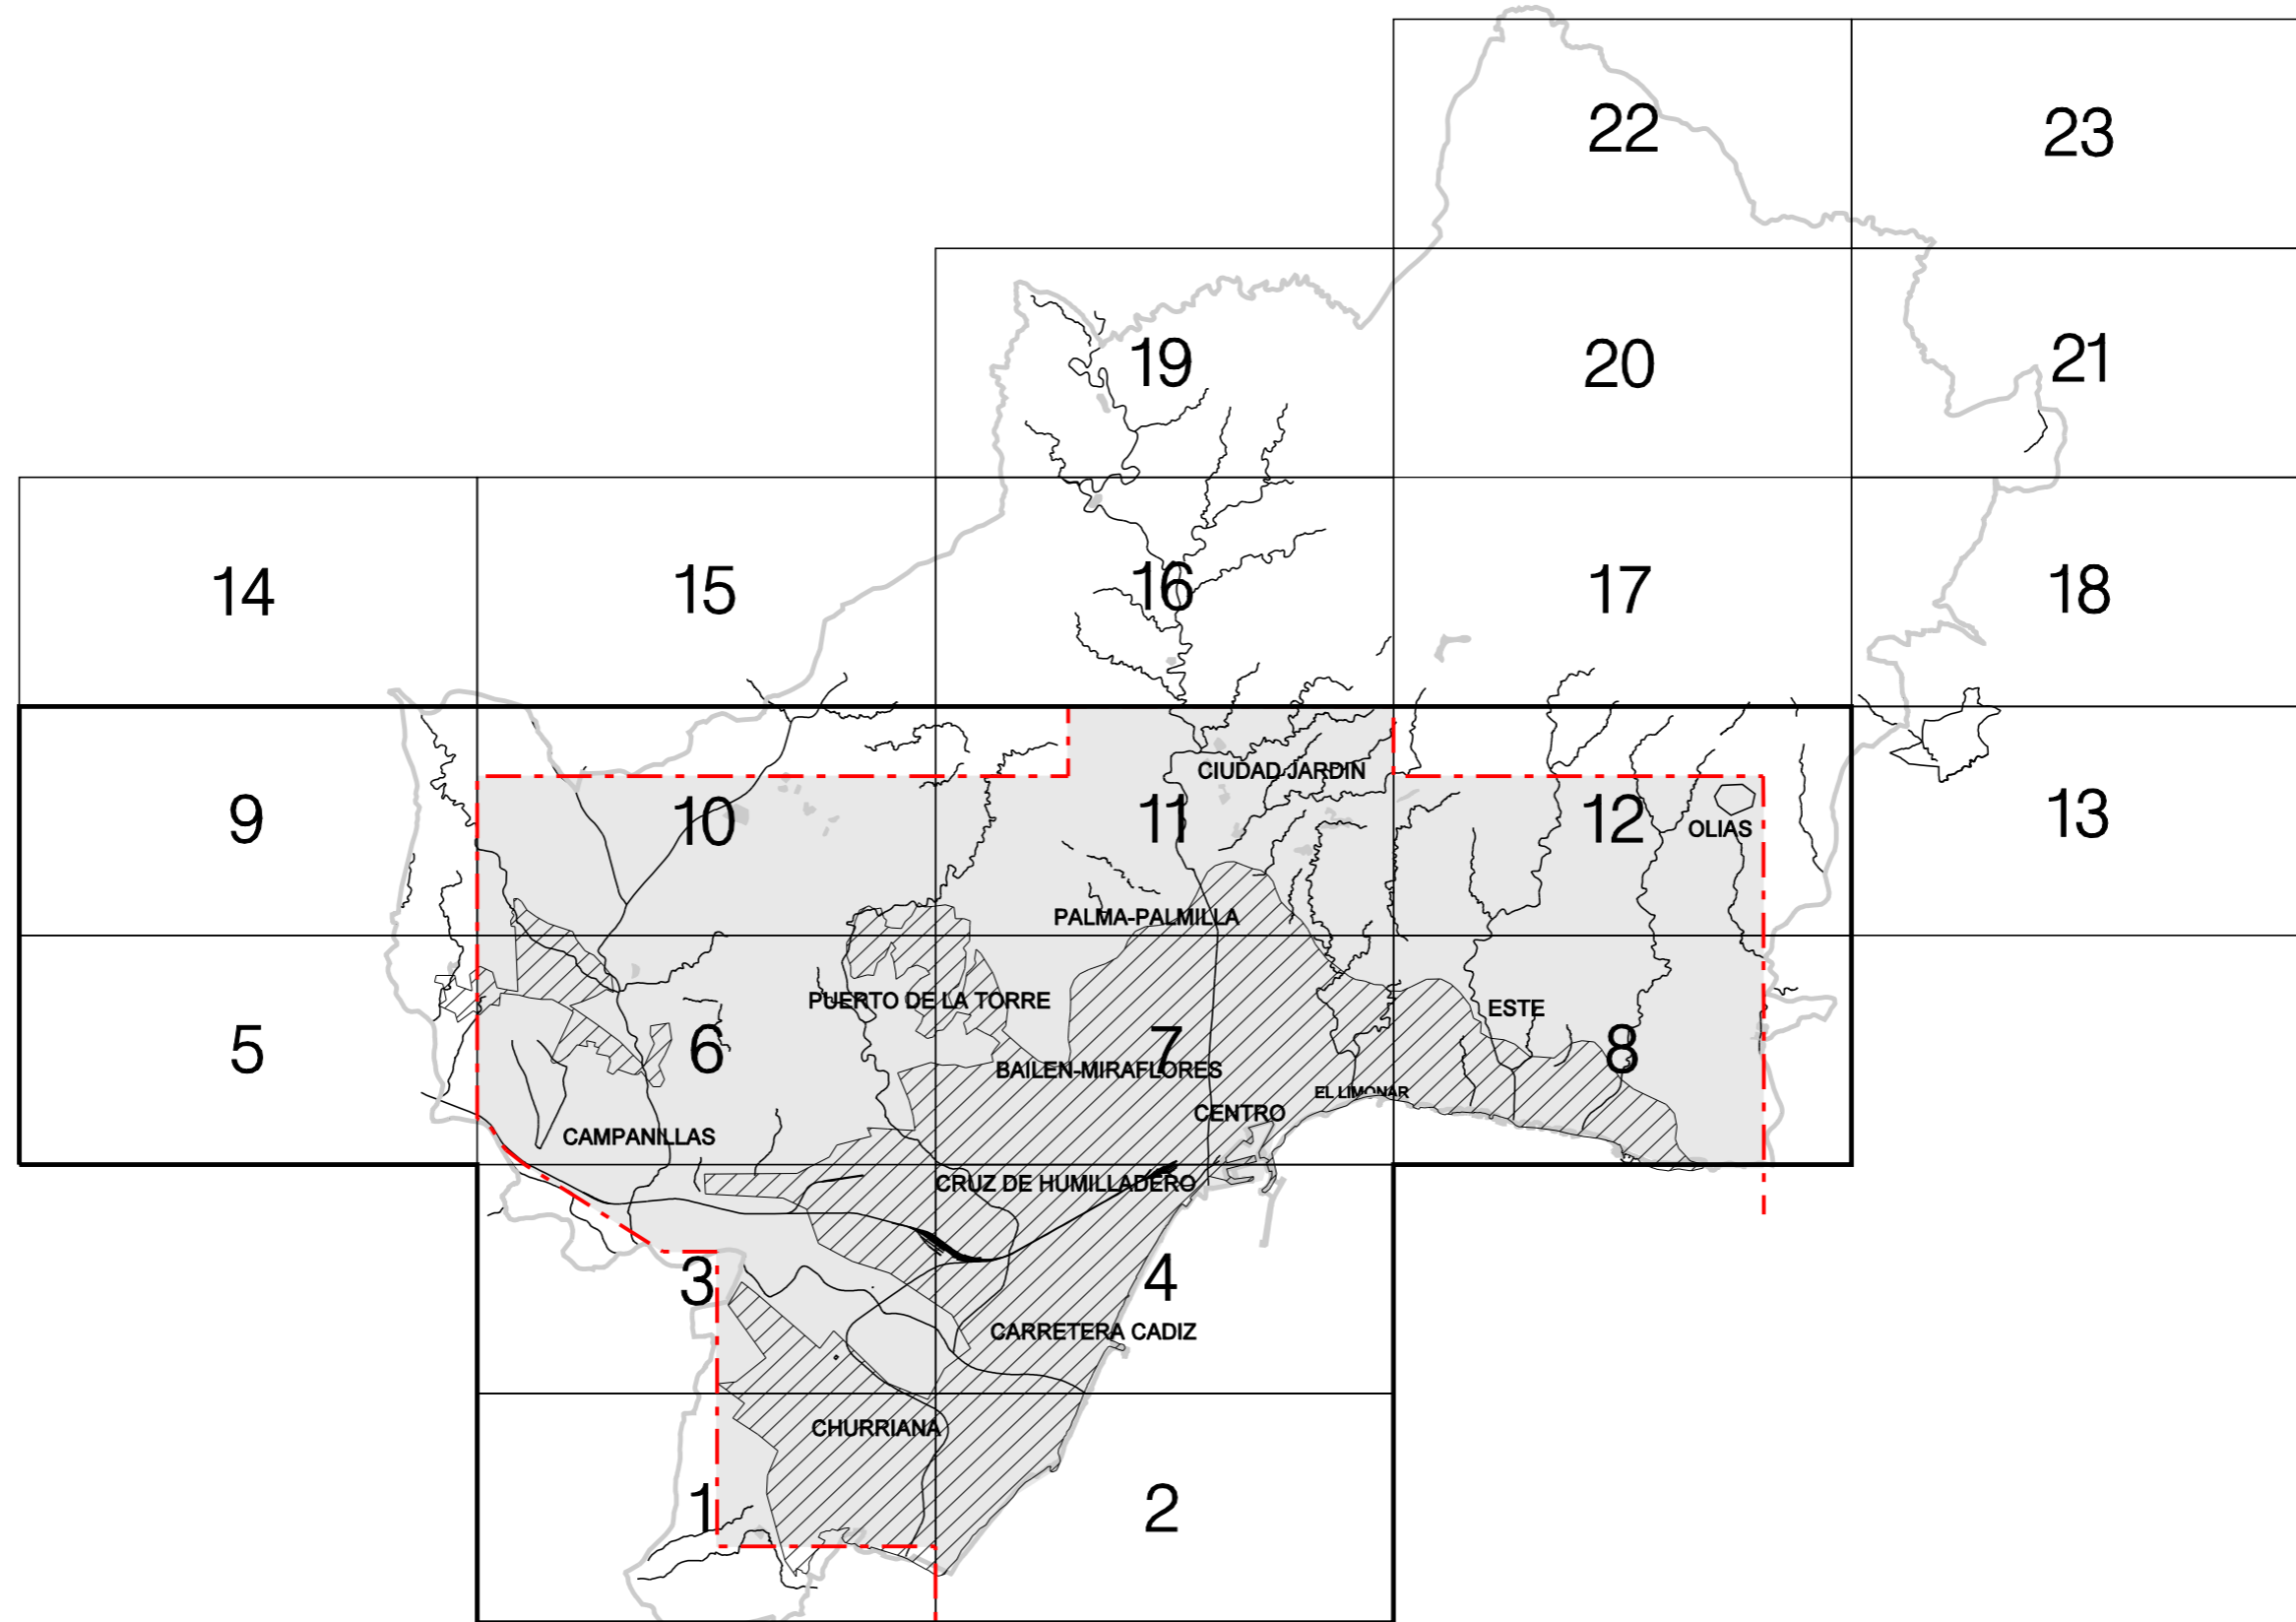 22
23
19
20
21
14
15
16
17
18
CIUDAD JARDIN
9
10
11
12
OLIAS
13
PALMA-PALMILLA
PUERTO DE LA TORRE
ESTE
5
6
7
8
BAILEN-MIRAFLORES
EL LIMONAR
CENTRO
CAMPANILLAS
CRUZ DE HUMILLADERO
3
4
CARRETERA CADIZ
CHURRIANA
1
2